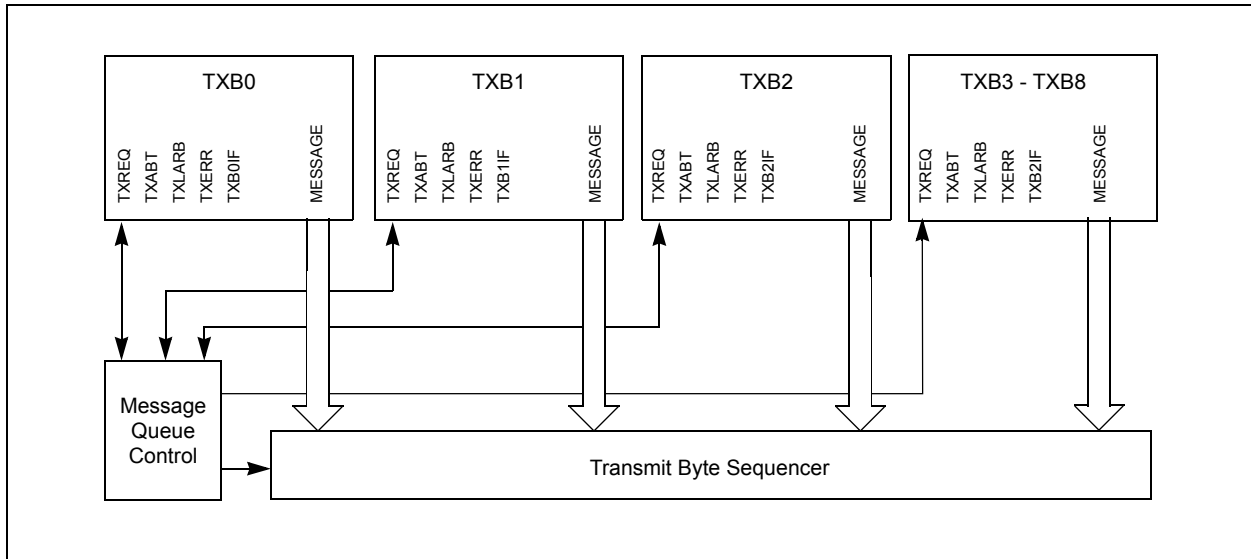 TXB0
TXREQ
TXABT
TXLARB
TXERR
TXB0IF
MESSAGE
TXB1
TXREQ
TXABT
TXLARB
TXERR
TXB1IF
MESSAGE
TXB2
TXREQ
TXABT
TXLARB
TXERR
TXB2IF
MESSAGE
TXB3 - TXB8
TXREQ
TXABT
TXLARB
TXERR
TXB2IF
MESSAGE
Message
Queue
Control
Transmit Byte Sequencer